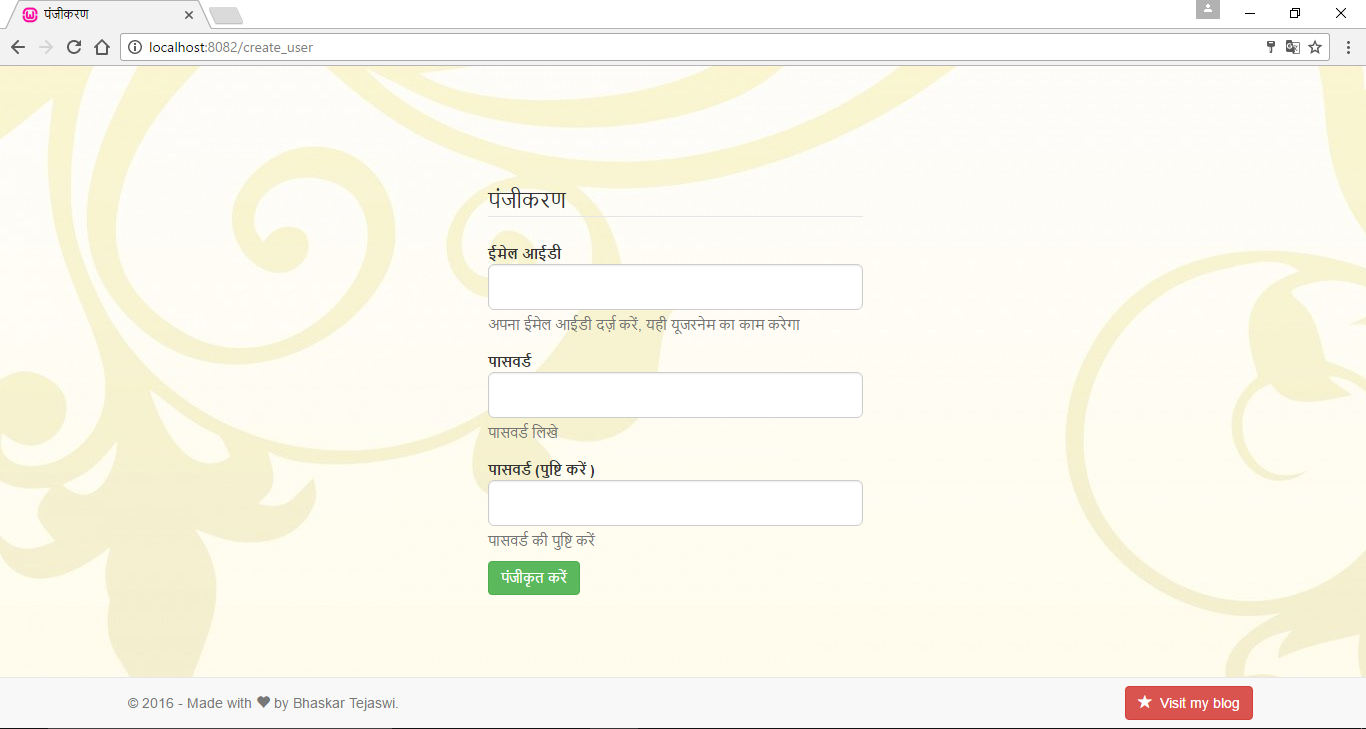 पंजीकरण
localhost:8082/create_user
पंजीकरण
ईमेल आईडी
अपना ईमेल आईडी दर्ज़ करें, यही यूजरनेम का काम करेगा
पासवर्ड
पासवर्ड लिखे
पासवर्ड (पुष्टि करें )
पासवर्ड की पुष्टि करें
पंजीकृत करें
© 2016 - Made with ♥ by Bhaskar Tejaswi.
★ Visit my blog